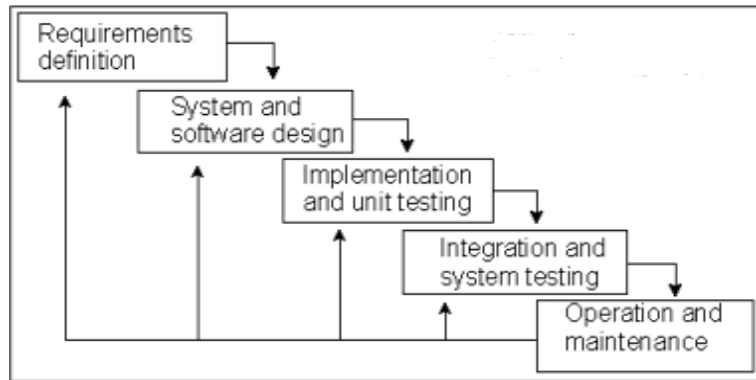 Requirements
definition
System and
software design
Implementation
and unit testing
Integration and
system testing
Operation and
maintenance